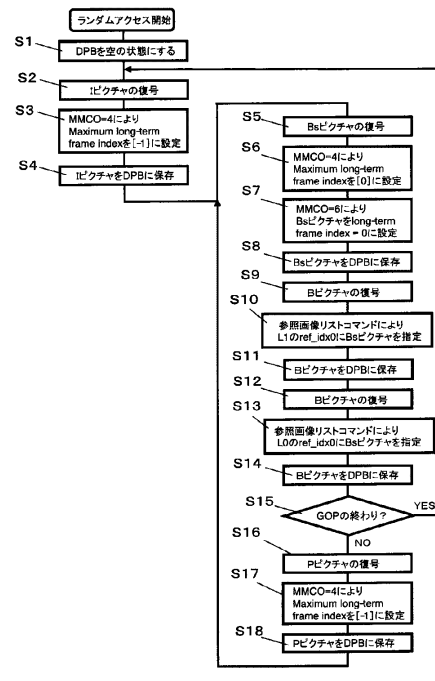 ランダムアクセス開始
S1
DPBを空の状態にする
S2
Iピクチャの復号
S3
MMCO=4により
Maximum long-term
frame indexを[-1]に設定
S4
IピクチャをDPBに保存
S5
Bsピクチャの復号
S6
MMCO=4により
Maximum long-term
frame indexを[0]に設定
S7
MMCO=6により
Bsピクチャをlong-term
frame index = 0に設定
S8
BsピクチャをDPBに保存
S9
Bピクチャの復号
S10
参照画像リストコマンドにより
L1のref_idx0にBsピクチャを指定
S11
BピクチャをDPBに保存
S12
Bピクチャの復号
S13
参照画像リストコマンドにより
L0のref_idx0にBsピクチャを指定
S14
BピクチャをDPBに保存
S15
GOPの終わり?
YES
NO
S16
Pピクチャの復号
S17
MMCO=4により
Maximum long-term
frame indexを[-1]に設定
S18
PピクチャをDPBに保存